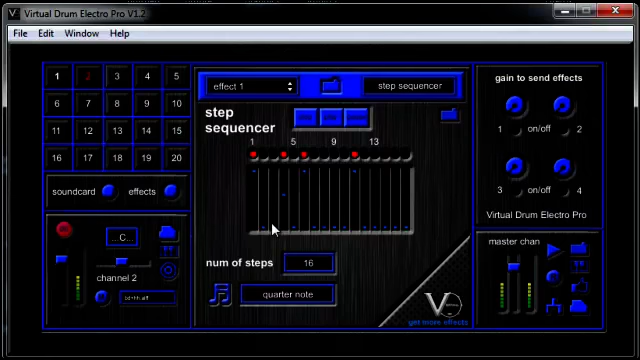 Virtual Drum Electro Pro V1.2
File Edit Window Help
1 2 3 4 5
6 7 8 9 10
11 12 13 14 15
16 17 18 19 20
soundcard effects
.. C...
channel 2
effect 1 step sequencer
step
sequencer
1 5 9 13
num of steps 16
quarter note
V
get more effects
gain to send effects
1 on/off 2
3 on/off 4
Virtual Drum Electro Pro
master chan